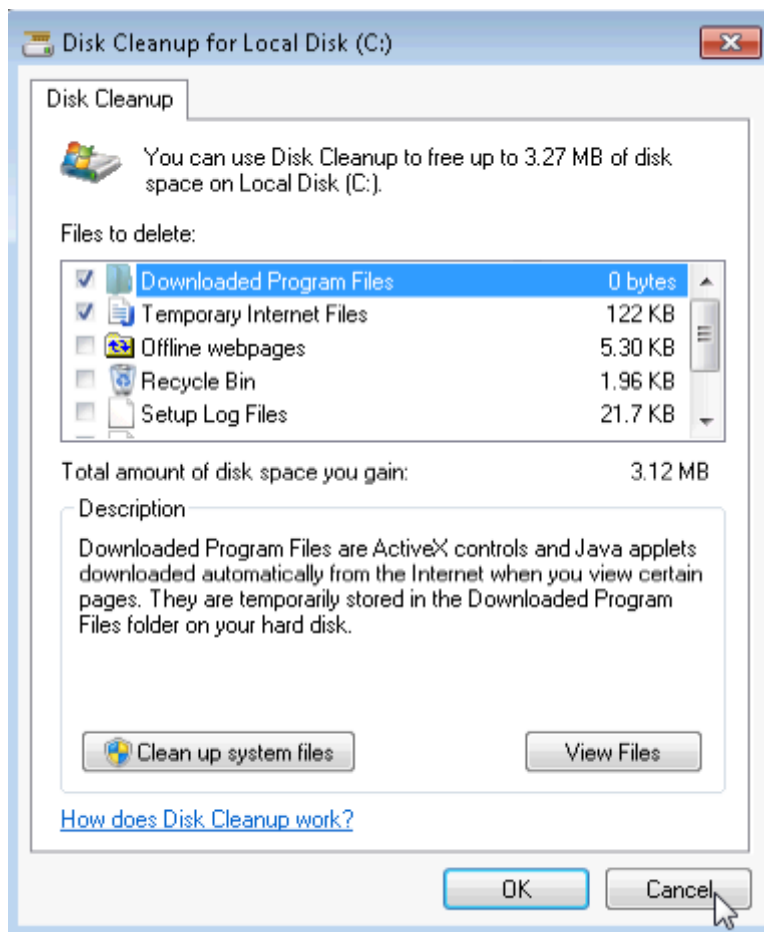 Disk Cleanup for Local Disk (C:)
Disk Cleanup
You can use Disk Cleanup to free up to 3.27 MB of disk
space on Local Disk (C:).
Files to delete:
Downloaded Program Files 0 bytes
Temporary Internet Files 122 KB
Offline webpages 5.30 KB
Recycle Bin 1.96 KB
Setup Log Files 21.7 KB
Total amount of disk space you gain: 3.12 MB
Description
Downloaded Program Files are ActiveX controls and Java applets
downloaded automatically from the Internet when you view certain
pages. They are temporarily stored in the Downloaded Program
Files folder on your hard disk.
Clean up system files View Files
How does Disk Cleanup work?
OK Cancel